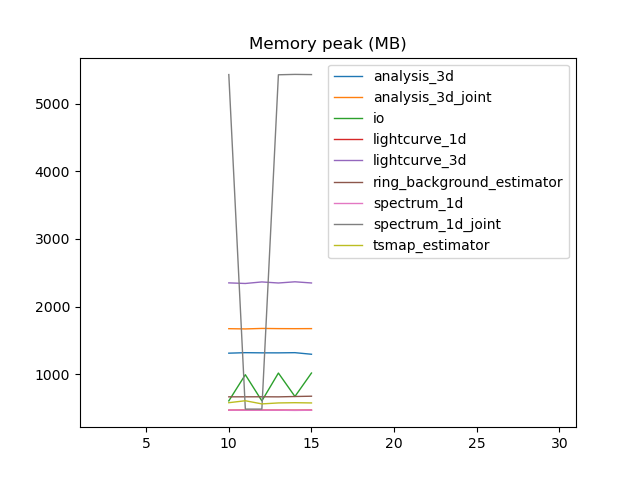 Memory peak (MB)
analysis_3d
analysis_3d_joint
io
lightcurve_1d
lightcurve_3d
ring_background_estimator
spectrum_1d
spectrum_1d_joint
tsmap_estimator
5000
4000
3000
2000
1000
5 10 15 20 25 30